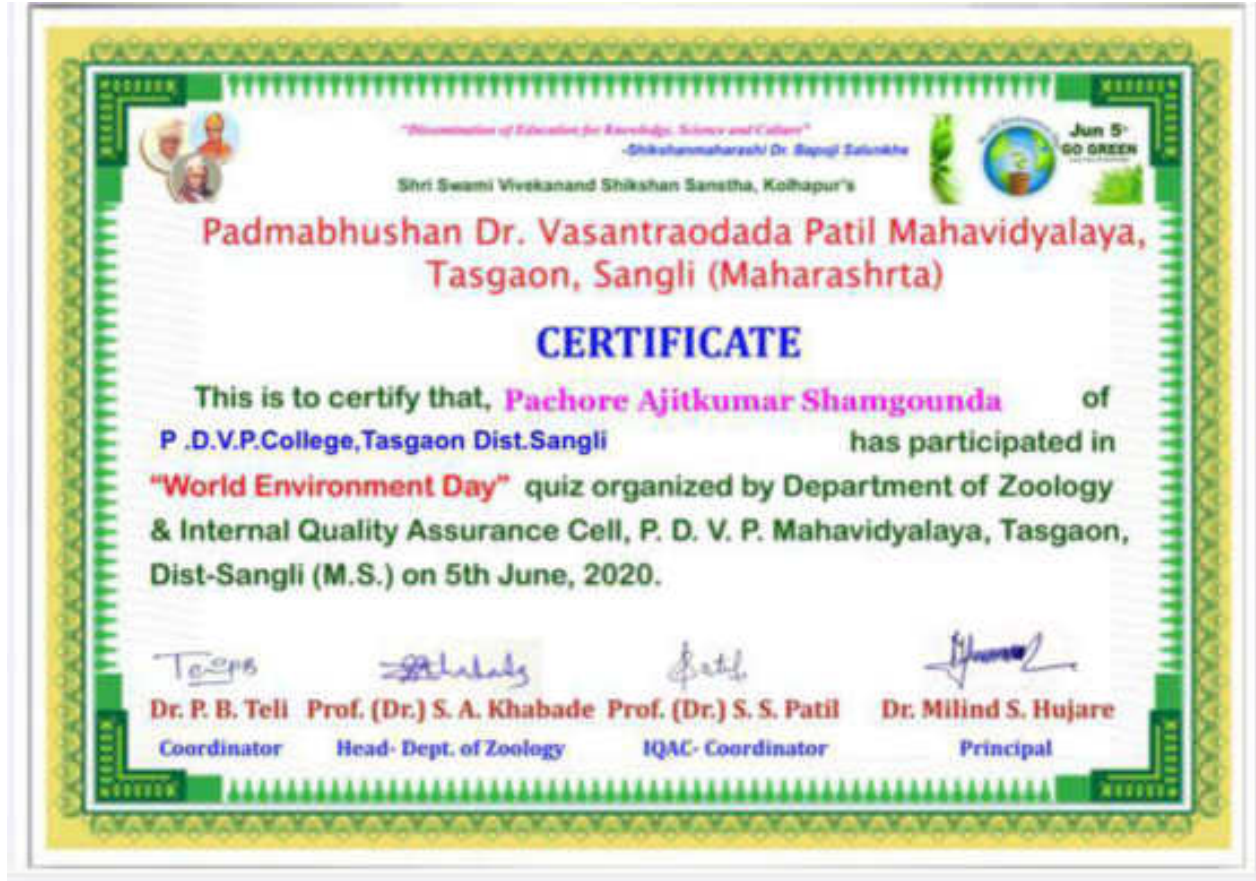 "Dissemination of Education for Knowledge, Science and Culture"
-Shikshanmaharshi Dr. Bapuji Salunkhe
Shri Swami Vivekanand Shikshan Sanstha, Kolhapur's
Jun 5
GO GREEN
Padmabhushan Dr. Vasantraodada Patil Mahavidyalaya,
Tasgaon, Sangli (Maharashrta)
CERTIFICATE
This is to certify that, Pachore Ajitkumar Shamgounda of
P .D.V.P.College,Tasgaon Dist.Sangli has participated in
"World Environment Day" quiz organized by Department of Zoology
& Internal Quality Assurance Cell, P. D. V. P. Mahavidyalaya, Tasgaon,
Dist-Sangli (M.S.) on 5th June, 2020.
Dr. P. B. Teli Prof. (Dr.) S. A. Khabade Prof. (Dr.) S. S. Patil Dr. Milind S. Hujare
Coordinator Head- Dept. of Zoology IQAC- Coordinator Principal